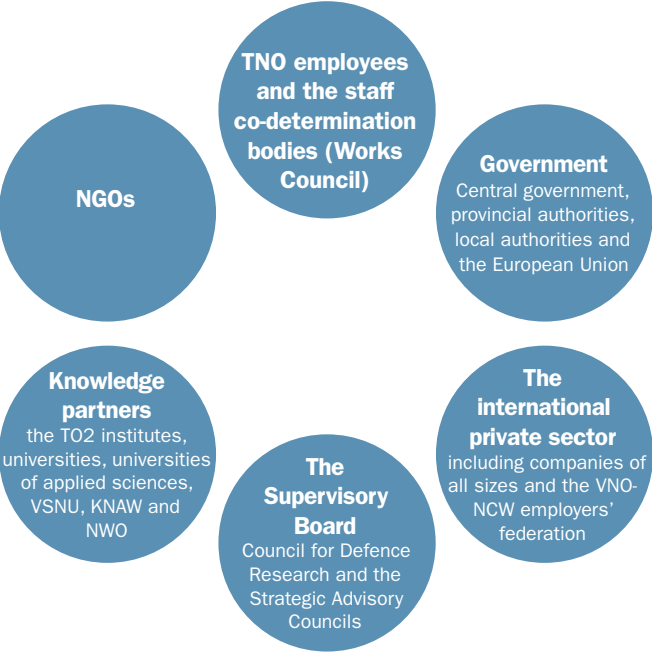 TNO employees
and the staff
co-determination
bodies (Works
Council)
NGOs
Government
Central government,
provincial authorities,
local authorities and
the European Union
Knowledge
partners
the TO2 institutes,
universities, universities
of applied sciences,
VSNU, KNAW and
NWO
The
international
private sector
including companies of
all sizes and the VNO-
NCW employers’
federation
The
Supervisory
Board
Council for Defence
Research and the
Strategic Advisory
Councils